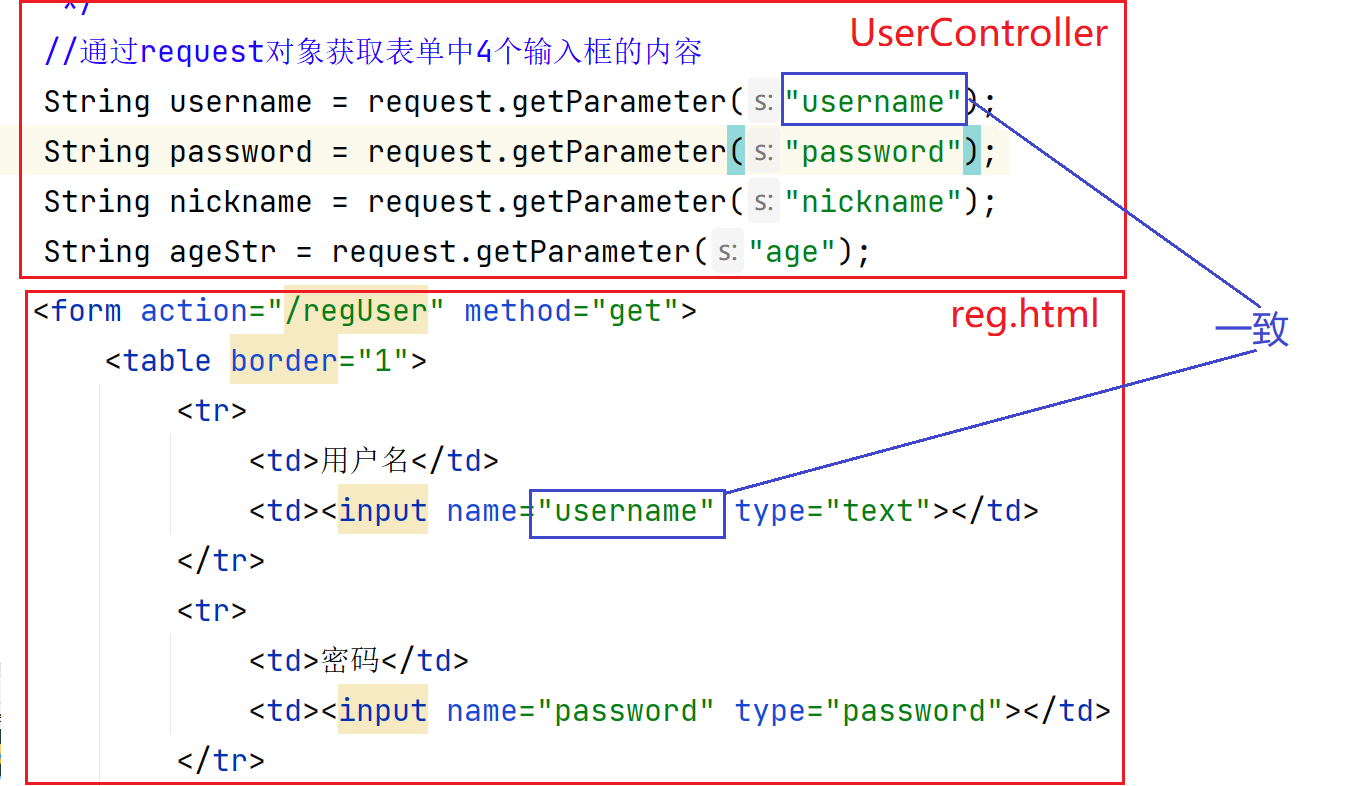 */
UserController
//通过request对象获取表单中4个输入框的内容
String username = request.getParameter( s: "username");
String password = request.getParameter( s: "password");
String nickname = request.getParameter( s: "nickname");
String ageStr = request.getParameter( s: "age");
<form action="/regUser" method="get">
reg.html
一致
<table border="1">
<tr>
<td>用户名</td>
<td><input name="username" type="text"></td>
</tr>
<tr>
<td>密码</td>
<td><input name="password" type="password"></td>
</tr>